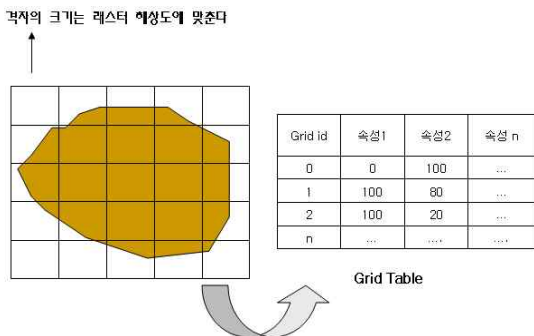 격자의 크기는 래스터 해상도에 맞춘다
Grid id 속성1 속성2 속성 n
0 0 100 ...
1 100 80 ...
2 100 20 ...
n ... .... ....
Grid Table